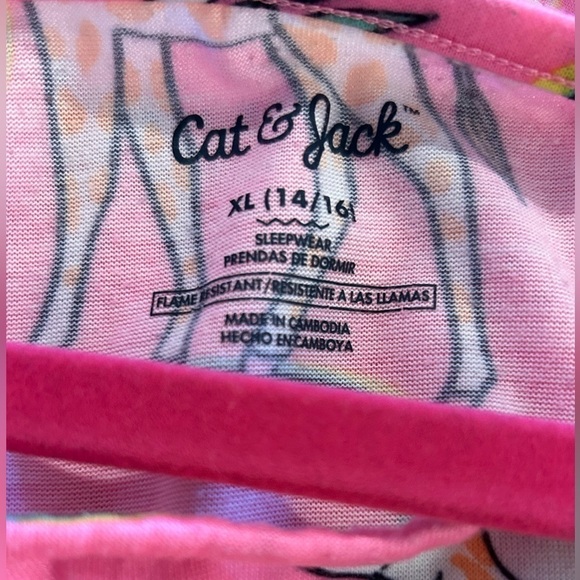 Cat & Jack™
XL (14/16)
SLEEPWEAR
PRENDAS DE DORMIR
FLAME RESISTANT/RESISTENTE A LAS LLAMAS
MADE IN CAMBODIA
HECHO EN CAMBOYA